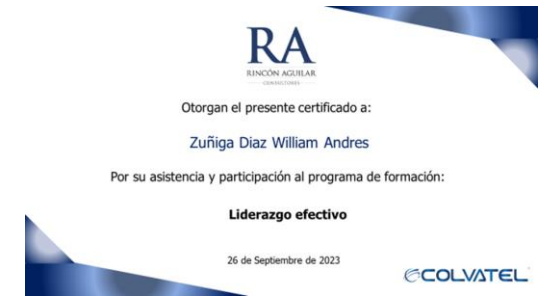 RA
RINCÓN AGUILAR
CONSULTORES
Otorgan el presente certificado a:
Zuñiga Diaz William Andres
Por su asistencia y participación al programa de formación:
Liderazgo efectivo
26 de Septiembre de 2023
COLVATEL